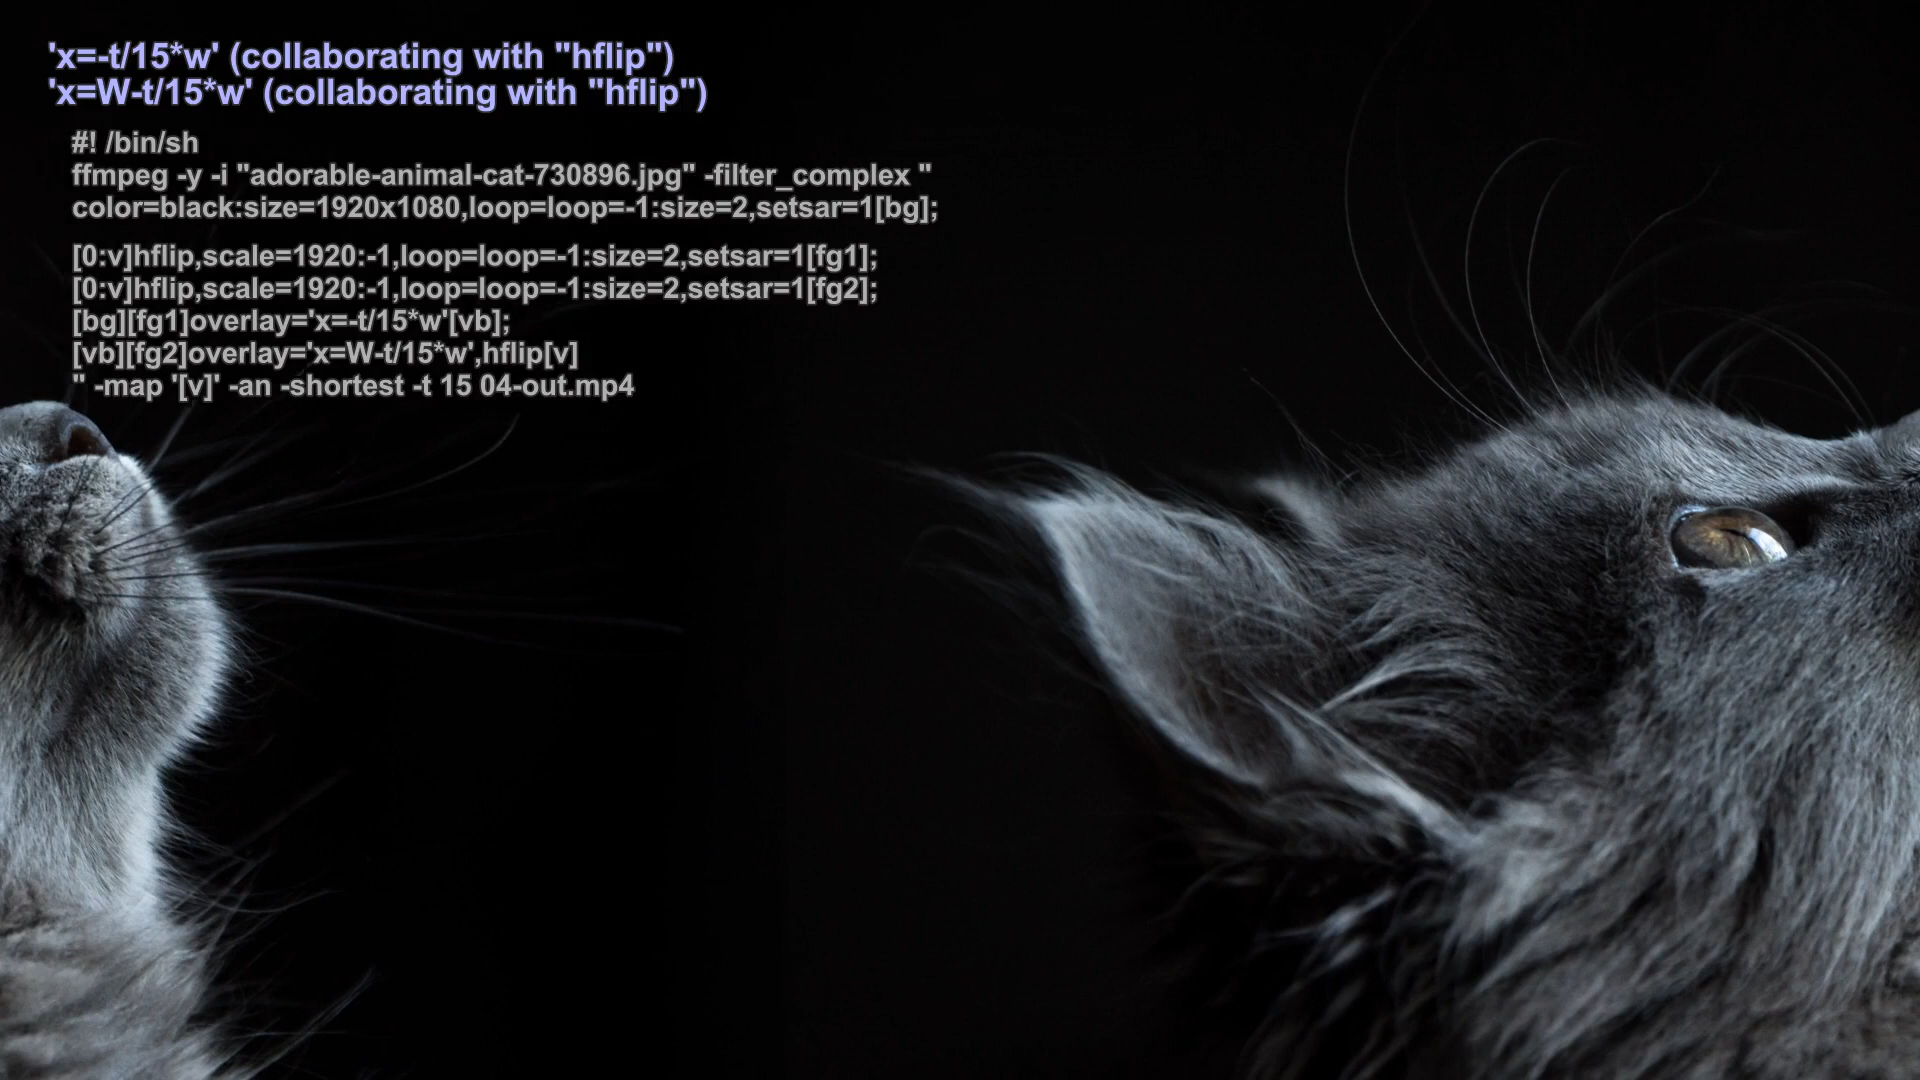 'x=-t/15*w' (collaborating with "hflip")
'x=W-t/15*w' (collaborating with "hflip")
#! /bin/sh
ffmpeg -y -i "adorable-animal-cat-730896.jpg" -filter_complex "
color=black:size=1920x1080,loop=loop=-1:size=2,setsar=1[bg];
[0:v]hflip,scale=1920:-1,loop=loop=-1:size=2,setsar=1[fg1];
[0:v]hflip,scale=1920:-1,loop=loop=-1:size=2,setsar=1[fg2];
[bg][fg1]overlay='x=-t/15*w'[vb];
[vb][fg2]overlay='x=W-t/15*w',hflip[v]
" -map '[v]' -an -shortest -t 15 04-out.mp4